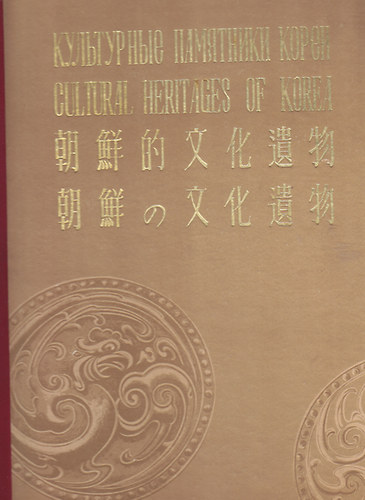 КУЛЬТУРНЫЕ ПАМЯТНИКИ КОРЕИ
CULTURAL HERITAGES OF KOREA
朝鮮的文化遺物
朝鮮の文化遺物